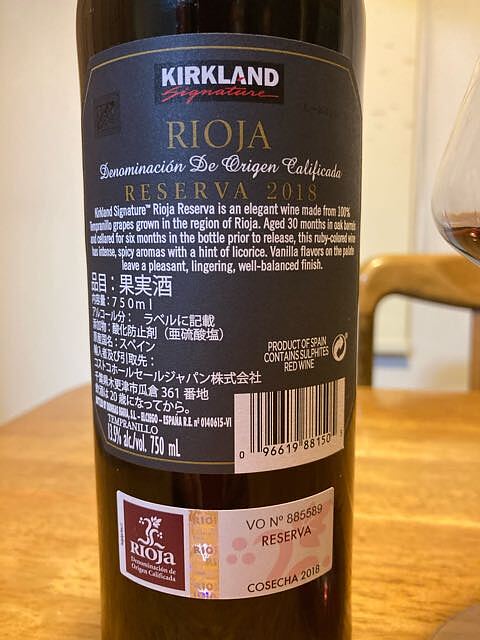 KIRKLAND
Signature
RIOJA
Denominación De Origen Calificada
RESERVA 2018
Kirkland Signature™ Rioja Reserva is an elegant wine made from 100%
Tempranillo grapes grown in the region of Rioja. Aged 30 months in oak barrels
and cellared for six months in the bottle prior to release, this ruby-colored wine
has intense, spicy aromas with a hint of licorice. Vanilla flavors on the palate
leave a pleasant, lingering, well-balanced finish.
品目：果実酒
内容量：750ml
アルコール分： ラベルに記載
添加物：酸化防止剤（亜硫酸塩）
原産国名：スペイン
輸入者及び引取先：
コストコホールセールジャパン株式会社
千葉県木更津市瓜倉 361 番地
20歳になってから。
S.L. - ELCIEGO - ESPAÑA R.E. nº 0140615-VI
TEMPRANILLO
13.5% alc/vol. 750 mL
PRODUCT OF SPAIN
CONTAINS SULPHITES
RED WINE
0 96619 88150
RIOJA
Denominación de
Origen Calificada
VO Nº 885589
RESERVA
COSECHA 2018